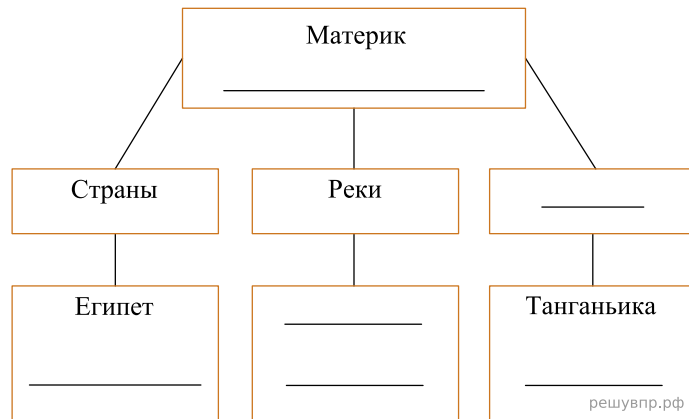 Материк
Страны
Реки
Египет
Танганьика
решувпр.рф